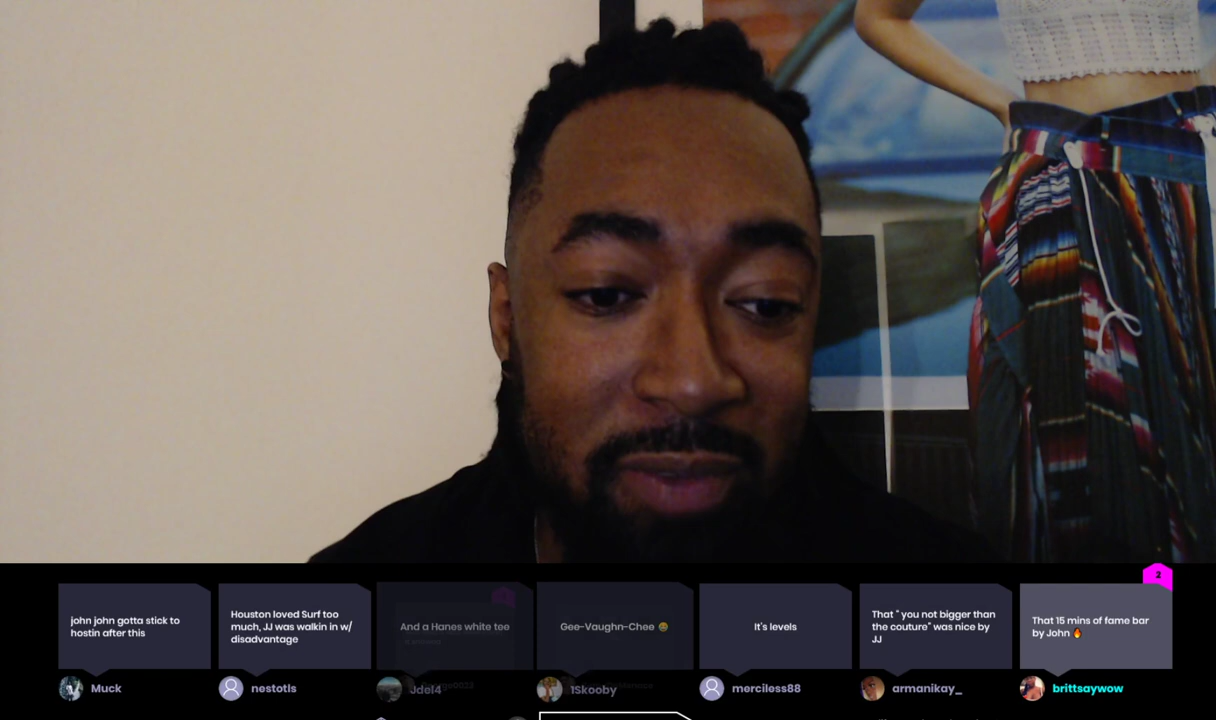 2
john john gotta stick to
hostin after this
Houston loved Surf too
much, JJ was walkin in w/
disadvantage
And a Hanes white tee
Gee-Vaughn-Chee 😂
It's levels
That " you not bigger than
the couture" was nice by
JJ
That 15 mins of fame bar
by John 🔥
Muck
nestotls
Jdel4
1Skooby
merciless88
armanikay_
brittsaywow